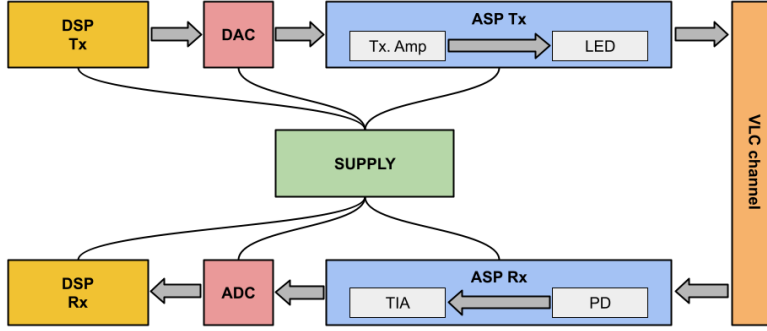 DSP
Tx
DAC
ASP Tx
Tx. Amp
LED
SUPPLY
VLC channel
DSP
Rx
ADC
ASP Rx
TIA
PD